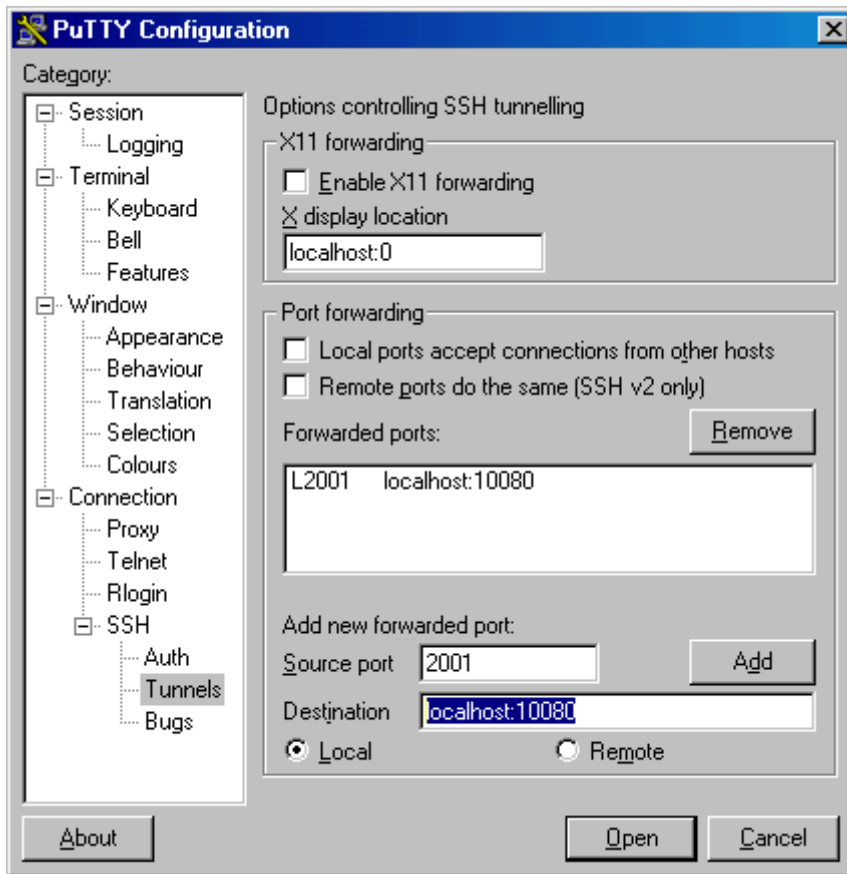 PuTTY Configuration
Category:
Session
Logging
Terminal
Keyboard
Bell
Features
Window
Appearance
Behaviour
Translation
Selection
Colours
Connection
Proxy
Telnet
Rlogin
SSH
Auth
Tunnels
Bugs
Options controlling SSH tunnelling
X11 forwarding
Enable X11 forwarding
X display location
localhost:0
Port forwarding
Local ports accept connections from other hosts
Remote ports do the same (SSH v2 only)
Forwarded ports:
Remove
L2001 localhost:10080
Add new forwarded port:
Source port 2001 Add
Destination localhost:10080
Local Remote
About Open Cancel